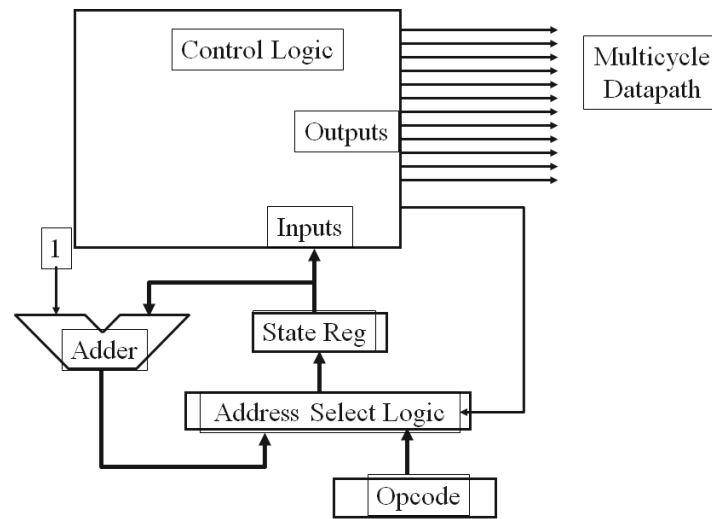 Control Logic
Multicycle
Datapath
Outputs
Inputs
1
State Reg
Adder
Address Select Logic
Opcode